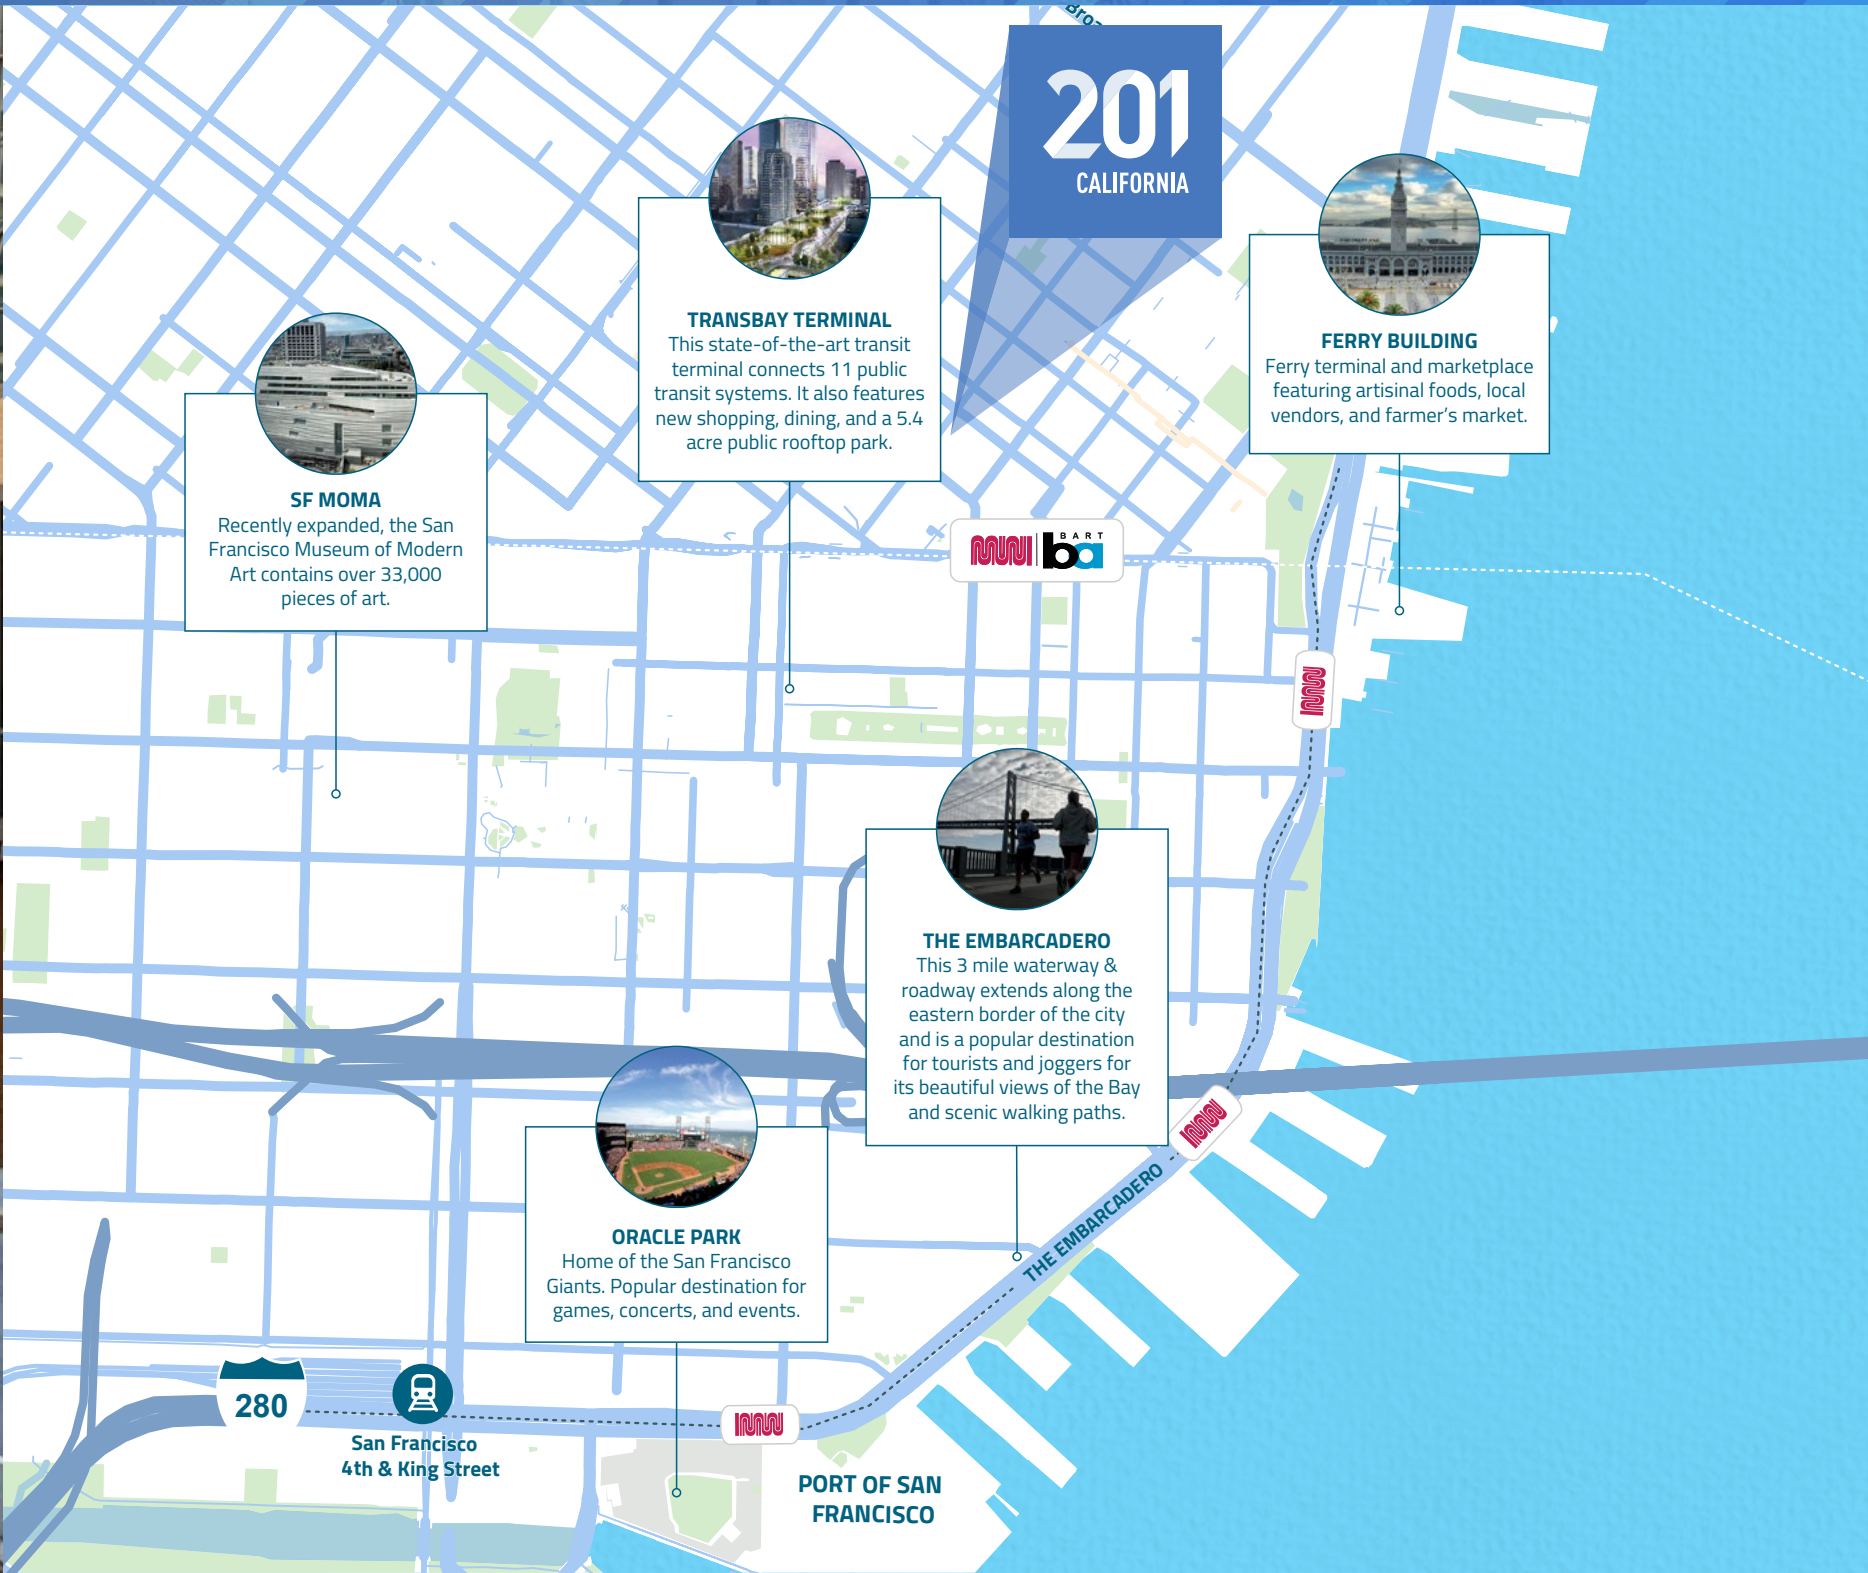 201
CALIFORNIA
TRANSBAY TERMINAL
This state-of-the-art transit
terminal connects 11 public
transit systems. It also features
new shopping, dining, and a 5.4
acre public rooftop park.
FERRY BUILDING
Ferry terminal and marketplace
featuring artisinal foods, local
vendors, and farmer's market.
SF MOMA
Recently expanded, the San
Francisco Museum of Modern
Art contains over 33,000
pieces of art.
muni
BART
ba
muni
THE EMBARCADERO
This 3 mile waterway &
roadway extends along the
eastern border of the city
and is a popular destination
for tourists and joggers for
its beautiful views of the Bay
and scenic walking paths.
muni
THE EMBARCADERO
ORACLE PARK
Home of the San Francisco
Giants. Popular destination for
games, concerts, and events.
280
San Francisco
4th & King Street
muni
PORT OF SAN
FRANCISCO